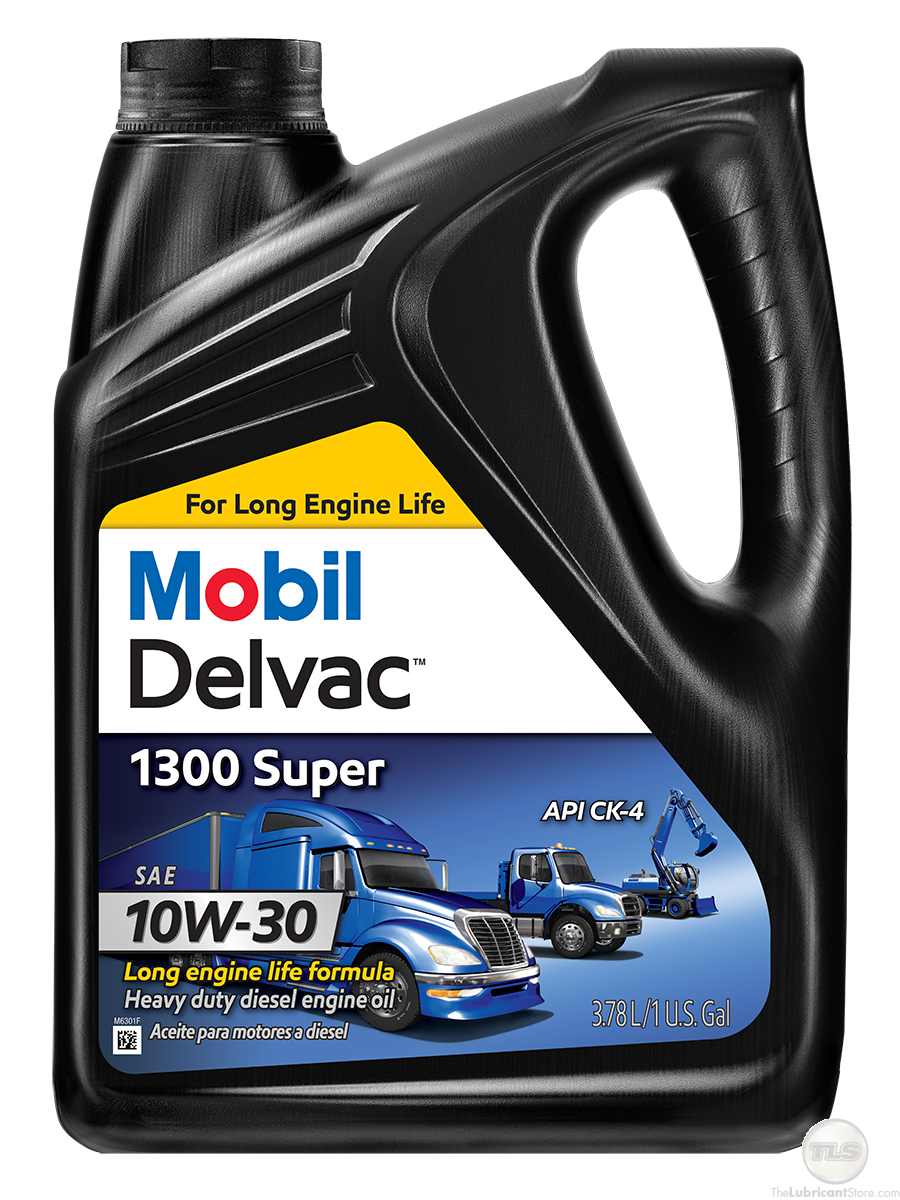 For Long Engine Life
Mobil
Delvac™
1300 Super
API CK-4
SAE
10W-30
Long engine life formula
Heavy duty diesel engine oil
M6301F
Aceite para motores a diesel
3.78 L/1 U.S. Gal
TLS
TheLubricantStore.com